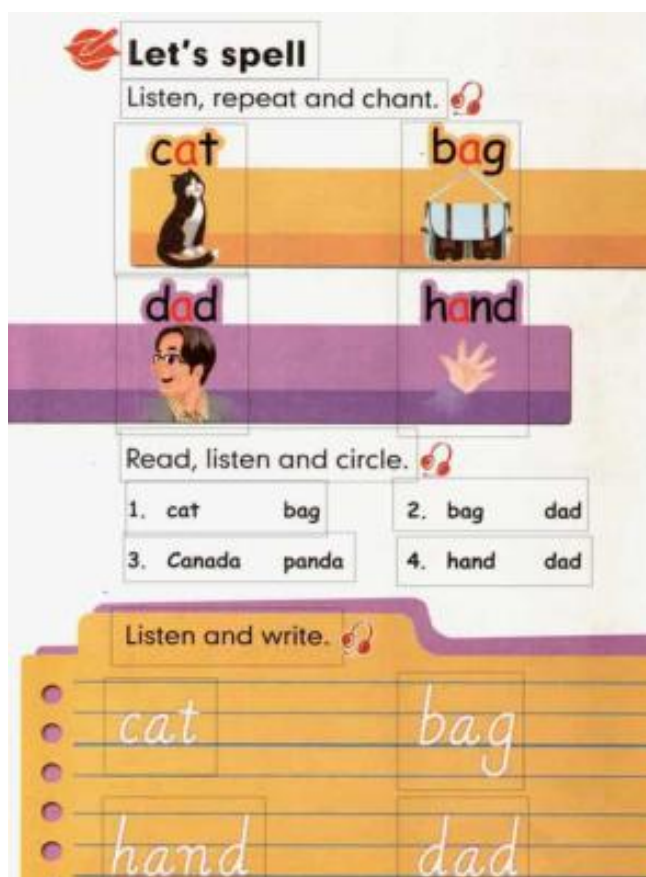 Let's spell
Listen, repeat and chant.
cat bag
dad hand
Read, listen and circle.
1. cat bag 2. bag dad
3. Canada panda 4. hand dad
Listen and write.
cat bag
hand dad